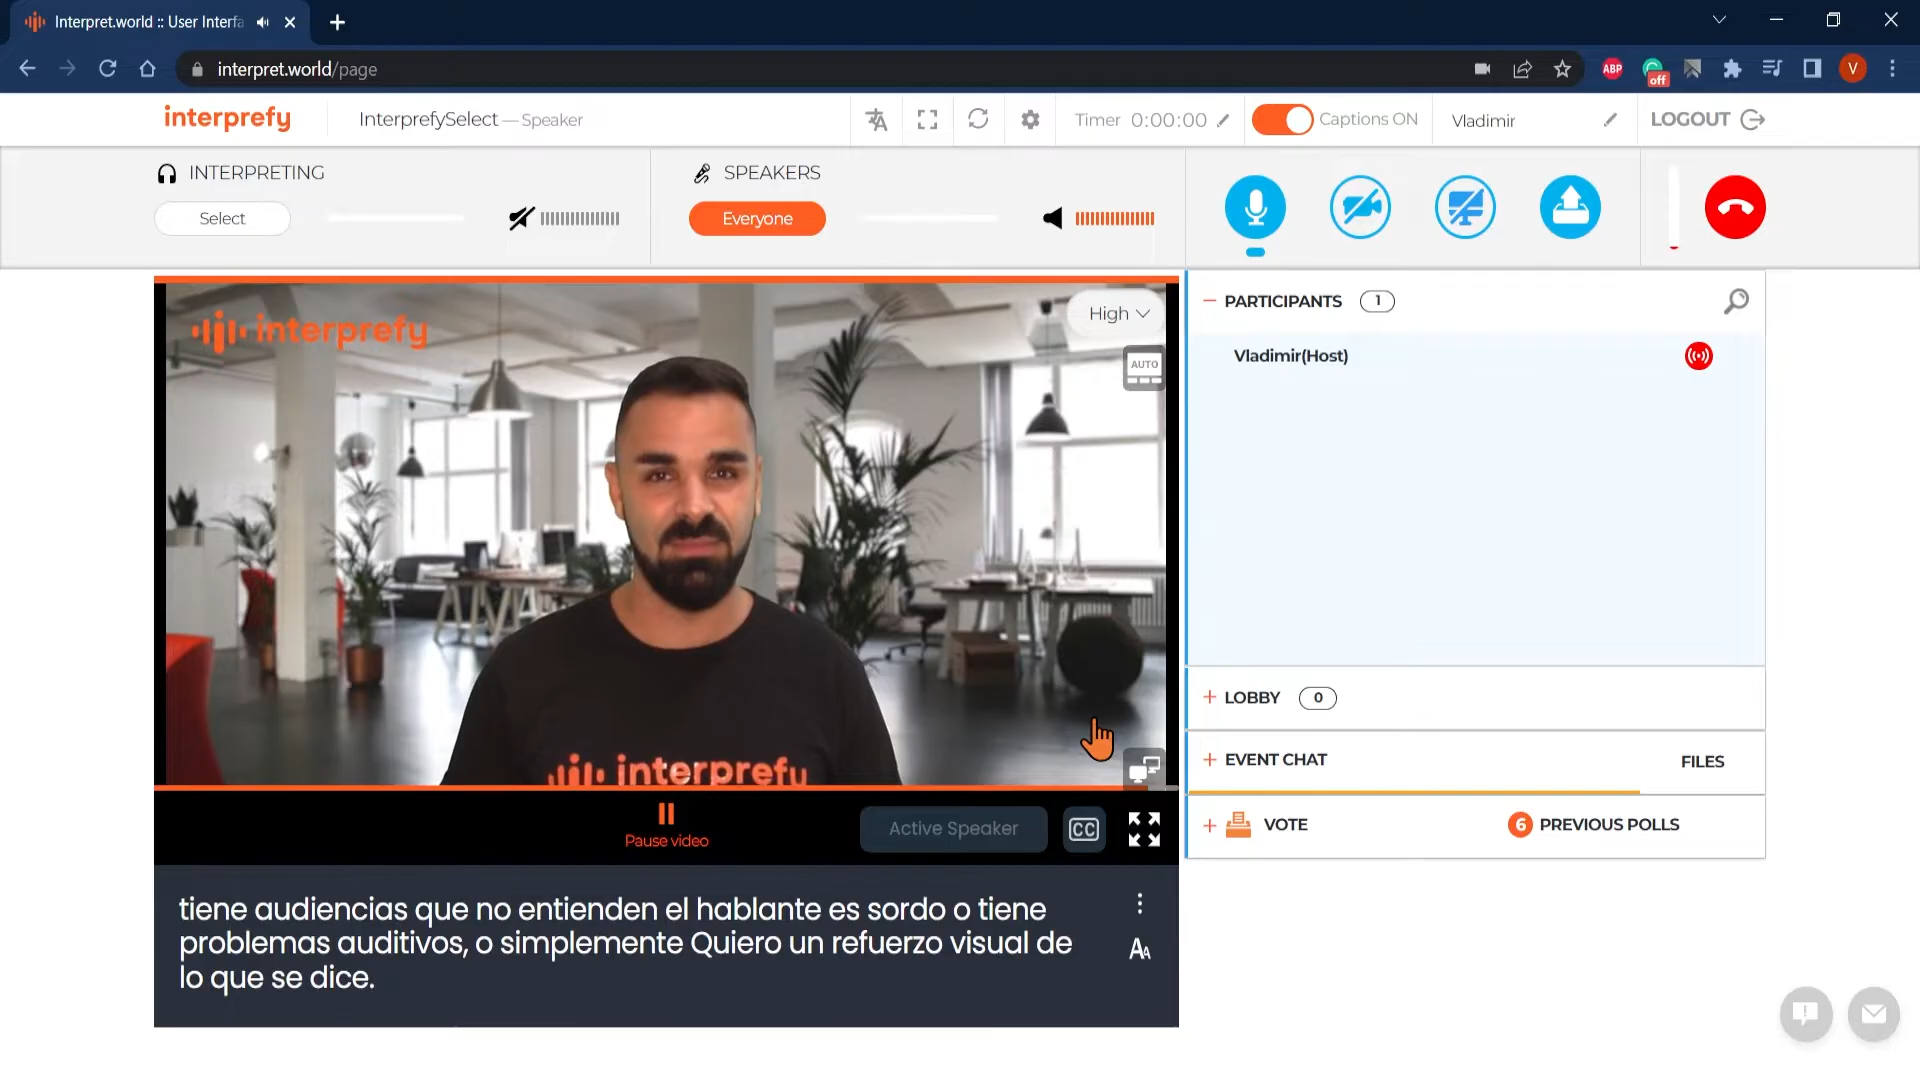 Interpret.world :: User Interfa
interpret.world/page
ABP
off
V
interprefy
InterprefySelect — Speaker
Timer 0:00:00
Captions ON
Vladimir
LOGOUT
INTERPRETING
SPEAKERS
Select
Everyone
interprefy
High
AUTO
interprefy
Pause video
Active Speaker
CC
tiene audiencias que no entienden el hablante es sordo o tiene
problemas auditivos, o simplemente Quiero un refuerzo visual de
lo que se dice.
AA
PARTICIPANTS 1
Vladimir(Host)
LOBBY 0
EVENT CHAT
FILES
VOTE
6 PREVIOUS POLLS